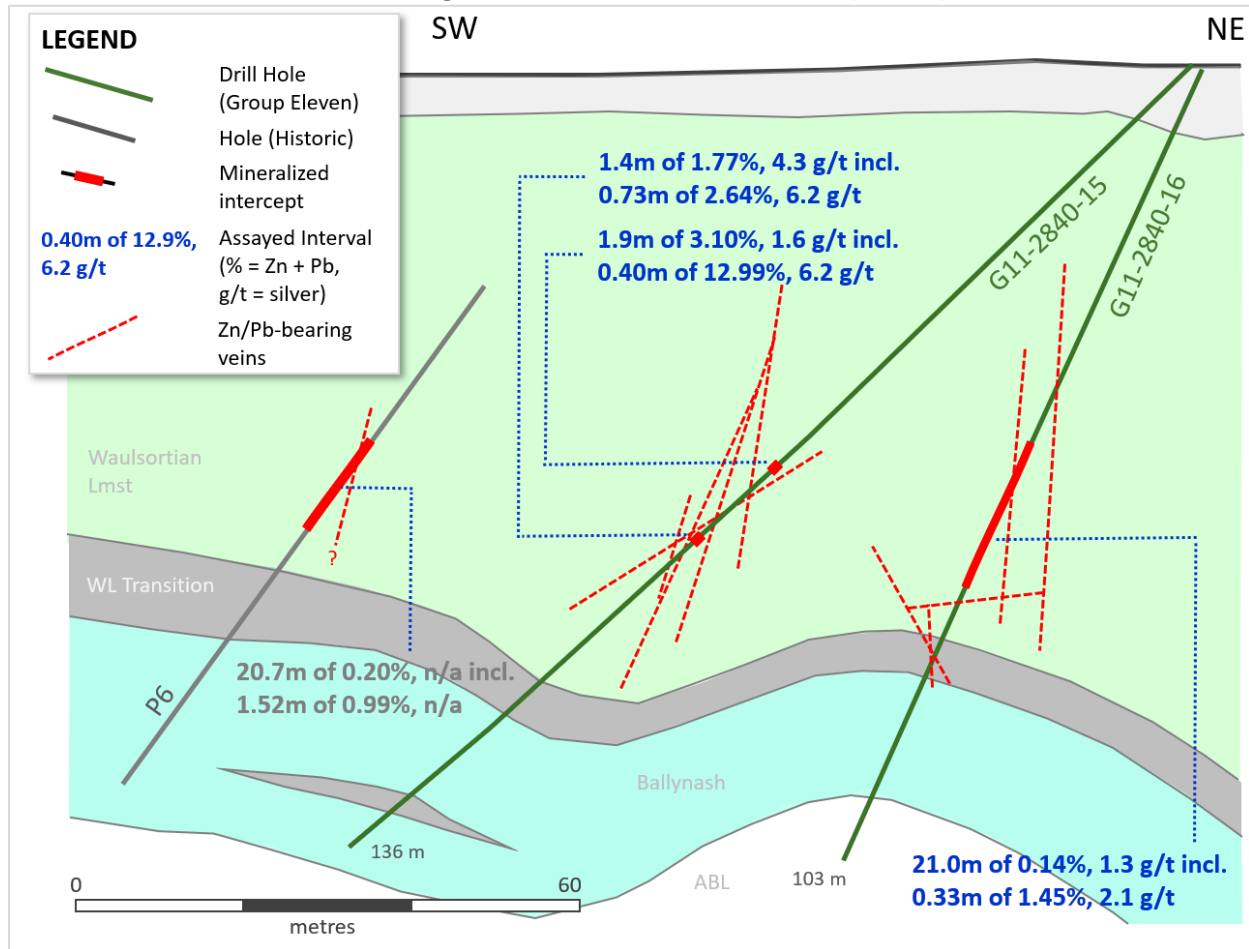 SW
NE
LEGEND
Drill Hole
(Group Eleven)
Hole (Historic)
Mineralized
intercept
0.40m of 12.9%,
6.2 g/t
Assayed Interval
(% = Zn + Pb,
g/t = silver)
Zn/Pb-bearing
veins
1.4m of 1.77%, 4.3 g/t incl.
0.73m of 2.64%, 6.2 g/t
1.9m of 3.10%, 1.6 g/t incl.
0.40m of 12.99%, 6.2 g/t
G11-2840-15
G11-2840-16
Waulsortian
Lmst
?
WL Transition
20.7m of 0.20%, n/a incl.
1.52m of 0.99%, n/a
P6
Ballynash
136 m
ABL
103 m
21.0m of 0.14%, 1.3 g/t incl.
0.33m of 1.45%, 2.1 g/t
0
60
metres